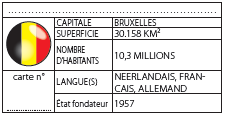 CAPITALE BRUXELLES
SUPERFICIE 30.158 KM²
NOMBRE
D'HABITANTS 10,3 MILLIONS
carte n° LANGUE(S) NEERLANDAIS, FRAN-
CAIS, ALLEMAND
État fondateur 1957